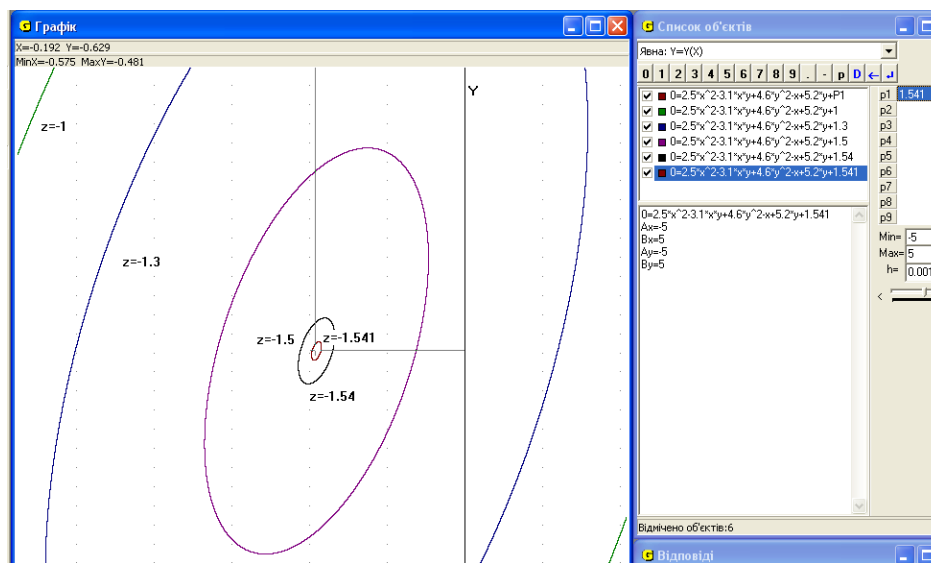 Графік
X=-0.192 Y=-0.629
MinX=-0.575 MaxY=-0.481
Y
z=-1
z=-1.3
z=-1.5
z=-1.541
z=-1.54
Список об'єктів
Явна: Y=Y(X)
0 1 2 3 4 5 6 7 8 9 . - p D ← ↲
0=2.5*x^2-3.1*x*y+4.6*y^2-x+5.2*y+P1
0=2.5*x^2-3.1*x*y+4.6*y^2-x+5.2*y+1
0=2.5*x^2-3.1*x*y+4.6*y^2-x+5.2*y+1.3
0=2.5*x^2-3.1*x*y+4.6*y^2-x+5.2*y+1.5
0=2.5*x^2-3.1*x*y+4.6*y^2-x+5.2*y+1.54
0=2.5*x^2-3.1*x*y+4.6*y^2-x+5.2*y+1.541
p1 1.541
p2
p3
p4
p5
p6
p7
p8
p9
Min= -5
Max= 5
h= 0.001
<
0=2.5*x^2-3.1*x*y+4.6*y^2-x+5.2*y+1.541
Ax=-5
Bx=5
Ay=-5
By=5
Відмічено об'єктів:6
Відповіді